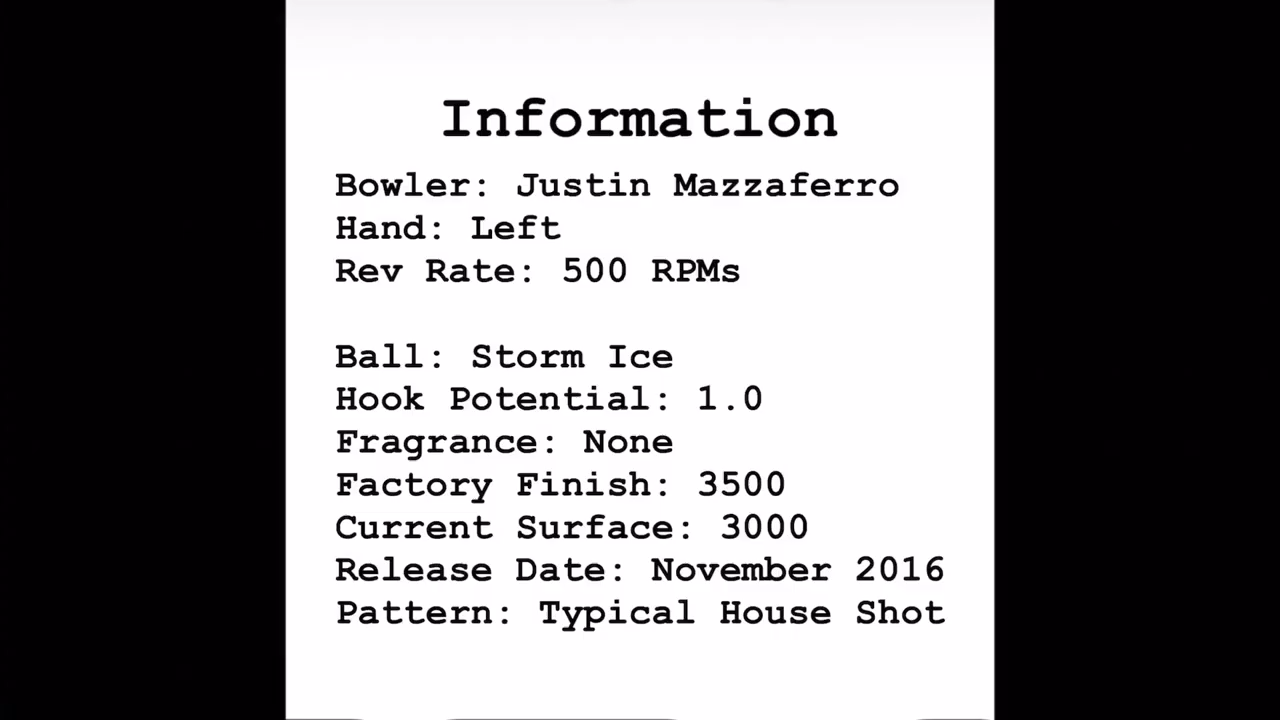 Information
Bowler: Justin Mazzaferro
Hand: Left
Rev Rate: 500 RPMs
Ball: Storm Ice
Hook Potential: 1.0
Fragrance: None
Factory Finish: 3500
Current Surface: 3000
Release Date: November 2016
Pattern: Typical House Shot